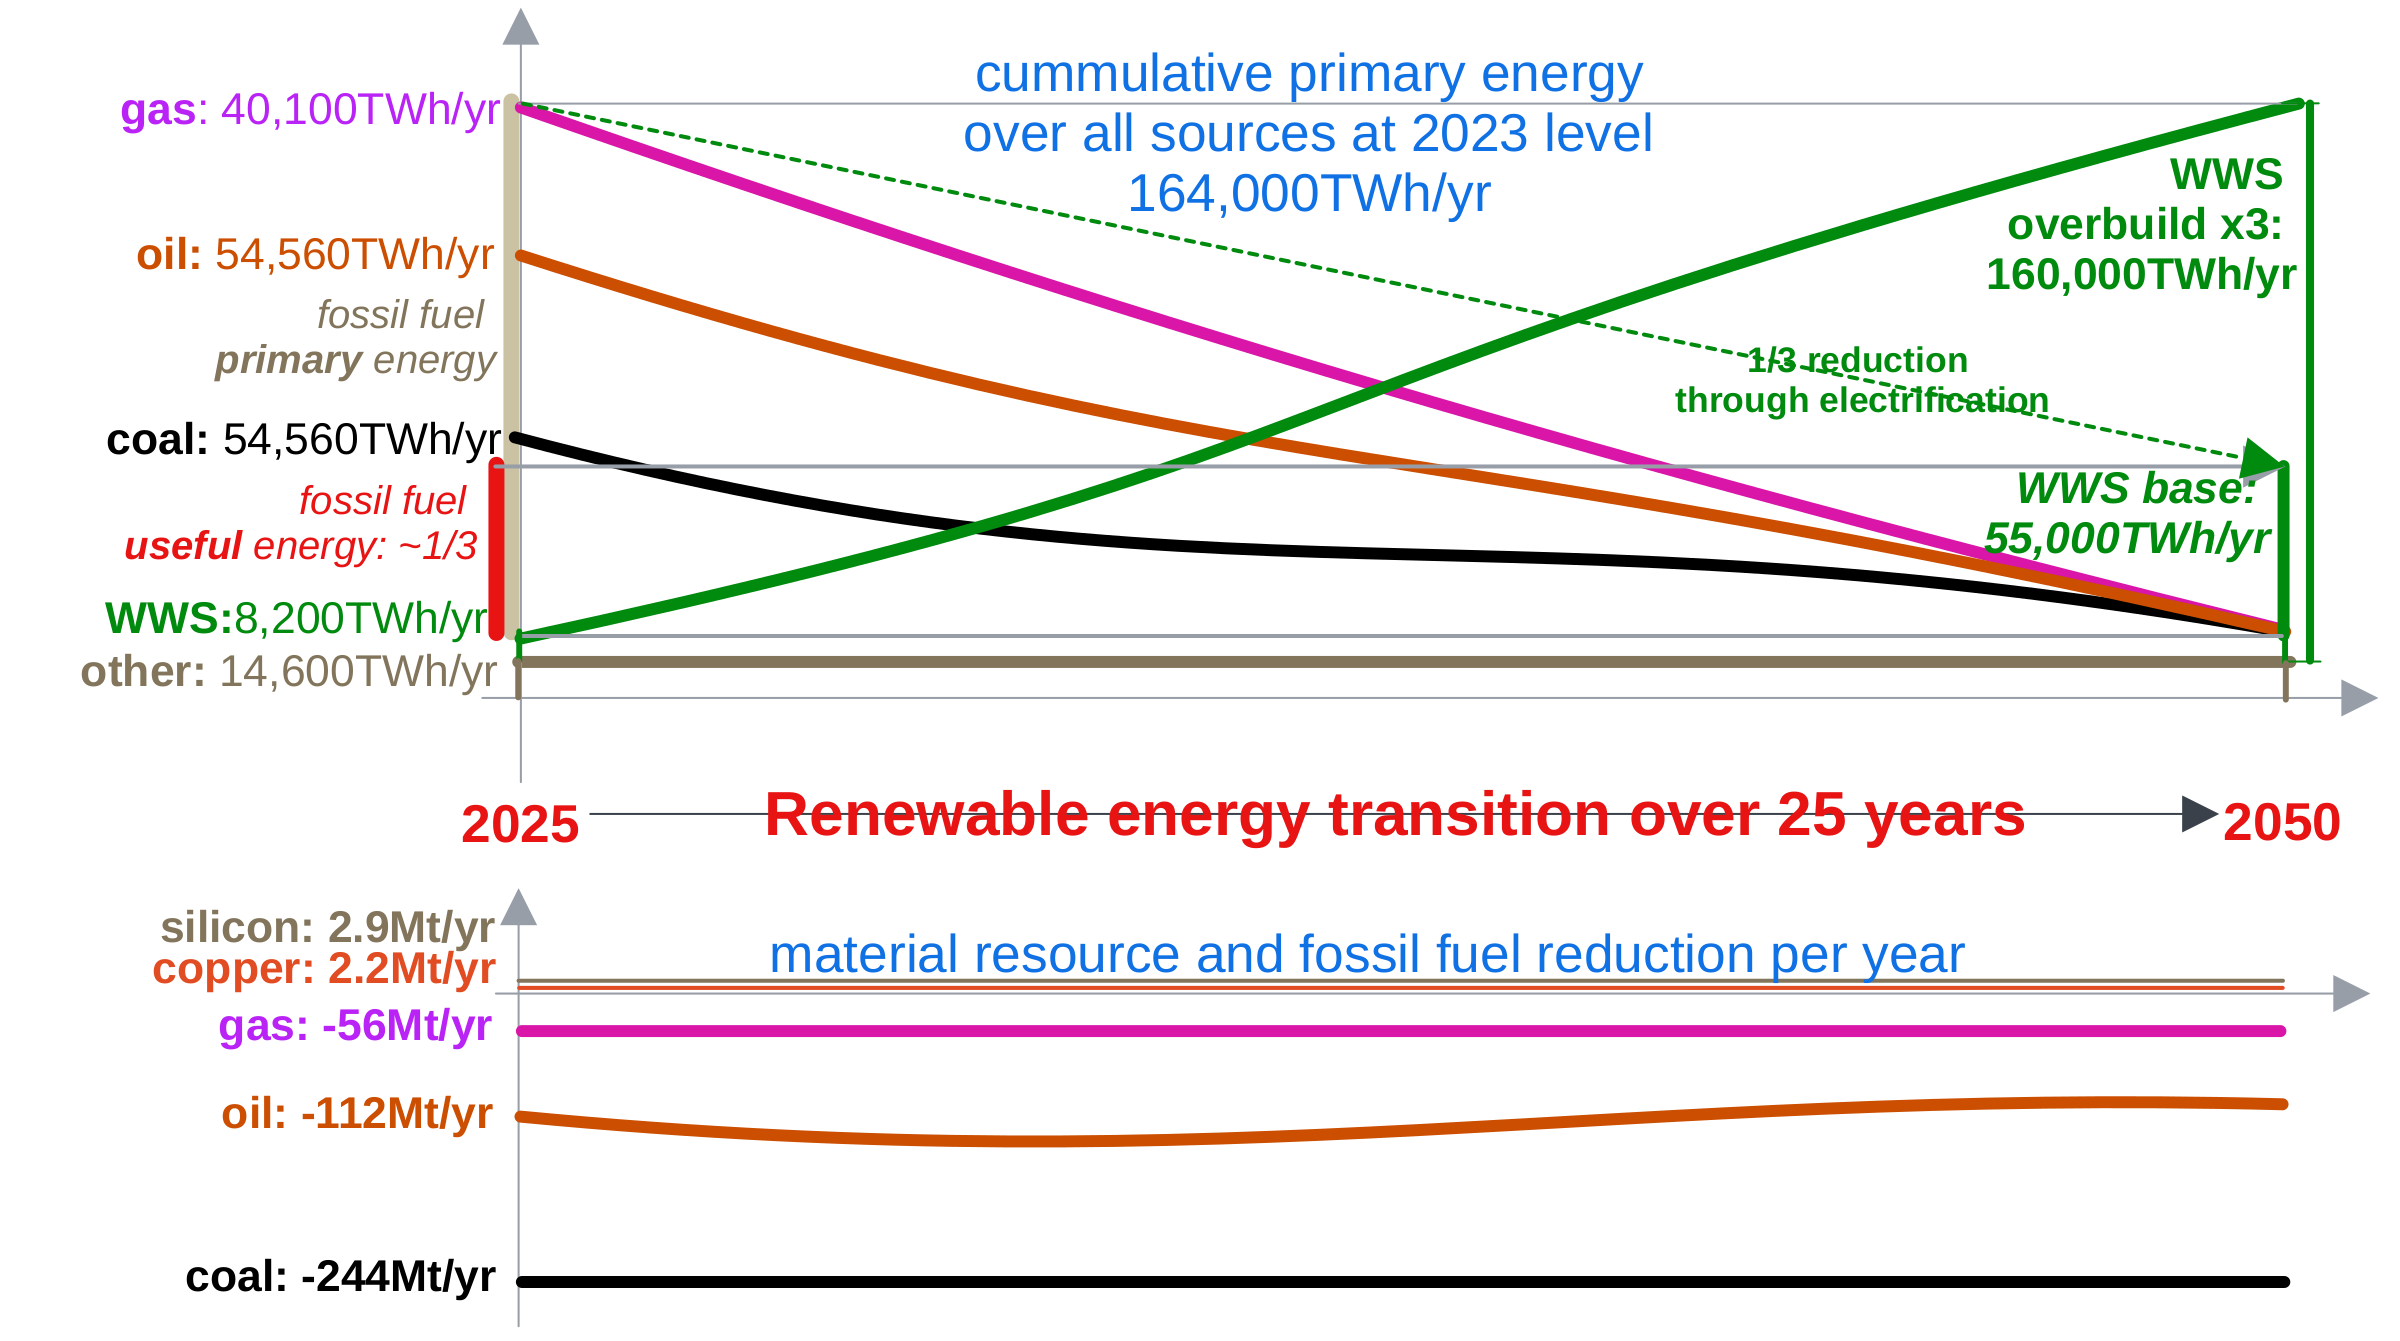 cummulative primary energy
over all sources at 2023 level
164,000TWh/yr
gas: 40,100TWh/yr
oil: 54,560TWh/yr
fossil fuel
primary energy
coal: 54,560TWh/yr
fossil fuel
useful energy: ~1/3
WWS:8,200TWh/yr
other: 14,600TWh/yr
WWS
overbuild x3:
160,000TWh/yr
1/3 reduction
through electrification
WWS base:
55,000TWh/yr
2025
Renewable energy transition over 25 years
2050
silicon: 2.9Mt/yr
copper: 2.2Mt/yr
material resource and fossil fuel reduction per year
gas: -56Mt/yr
oil: -112Mt/yr
coal: -244Mt/yr